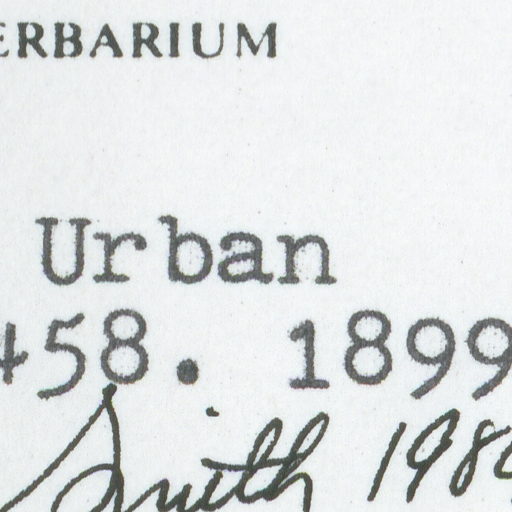 ERBARIUM
Urban
458. 1899
Smith 198